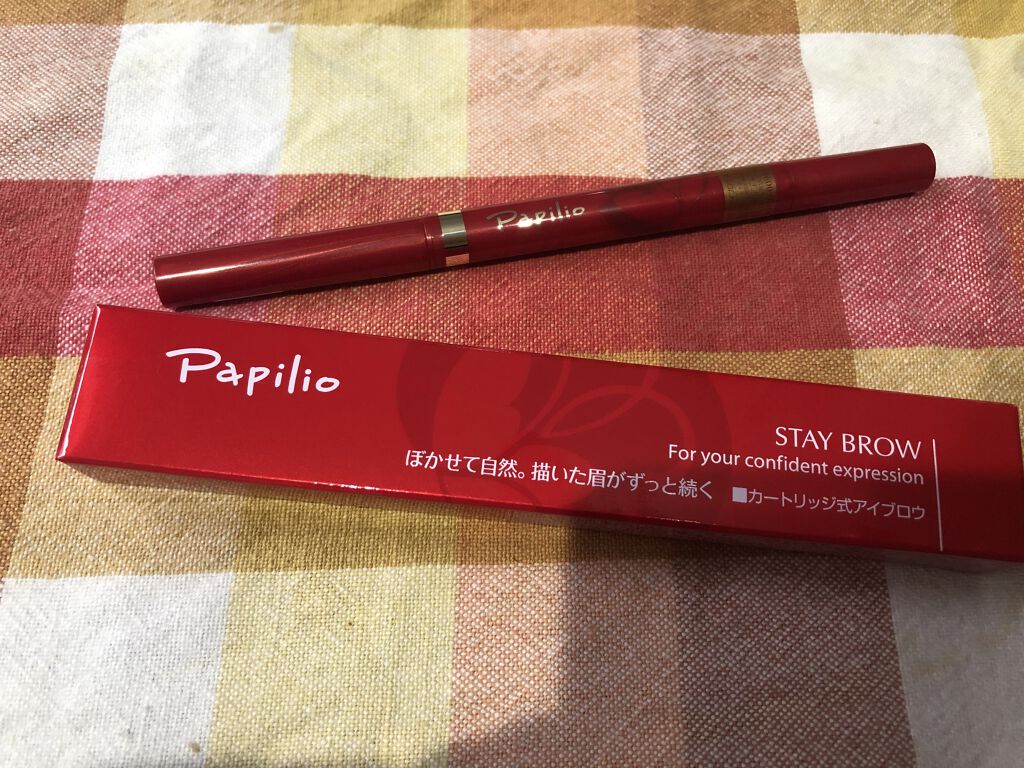 Papilio
Papilio
STAY BROW
For your confident expression
ぼかせて自然。描いた眉がずっと続く
■カートリッジ式アイブロウ